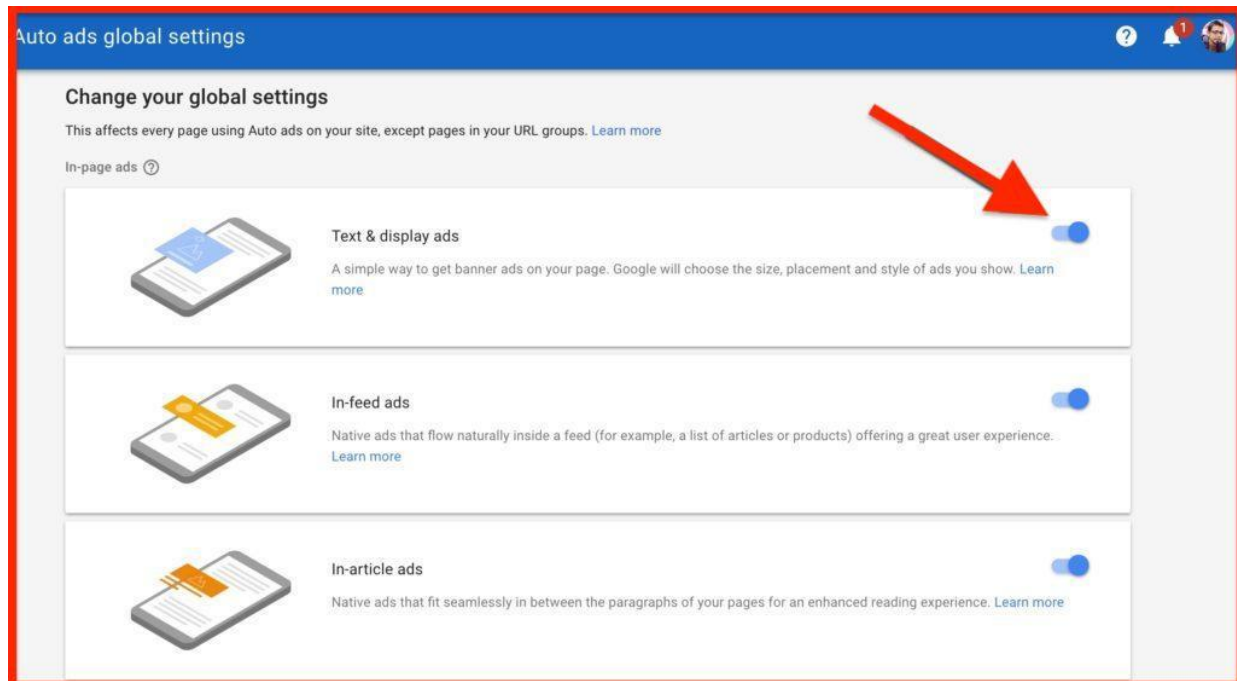 Auto ads global settings
1
Change your global settings
This affects every page using Auto ads on your site, except pages in your URL groups. Learn more
In-page ads ?
Text & display ads
A simple way to get banner ads on your page. Google will choose the size, placement and style of ads you show. Learn
more
In-feed ads
Native ads that flow naturally inside a feed (for example, a list of articles or products) offering a great user experience.
Learn more
In-article ads
Native ads that fit seamlessly in between the paragraphs of your pages for an enhanced reading experience. Learn more